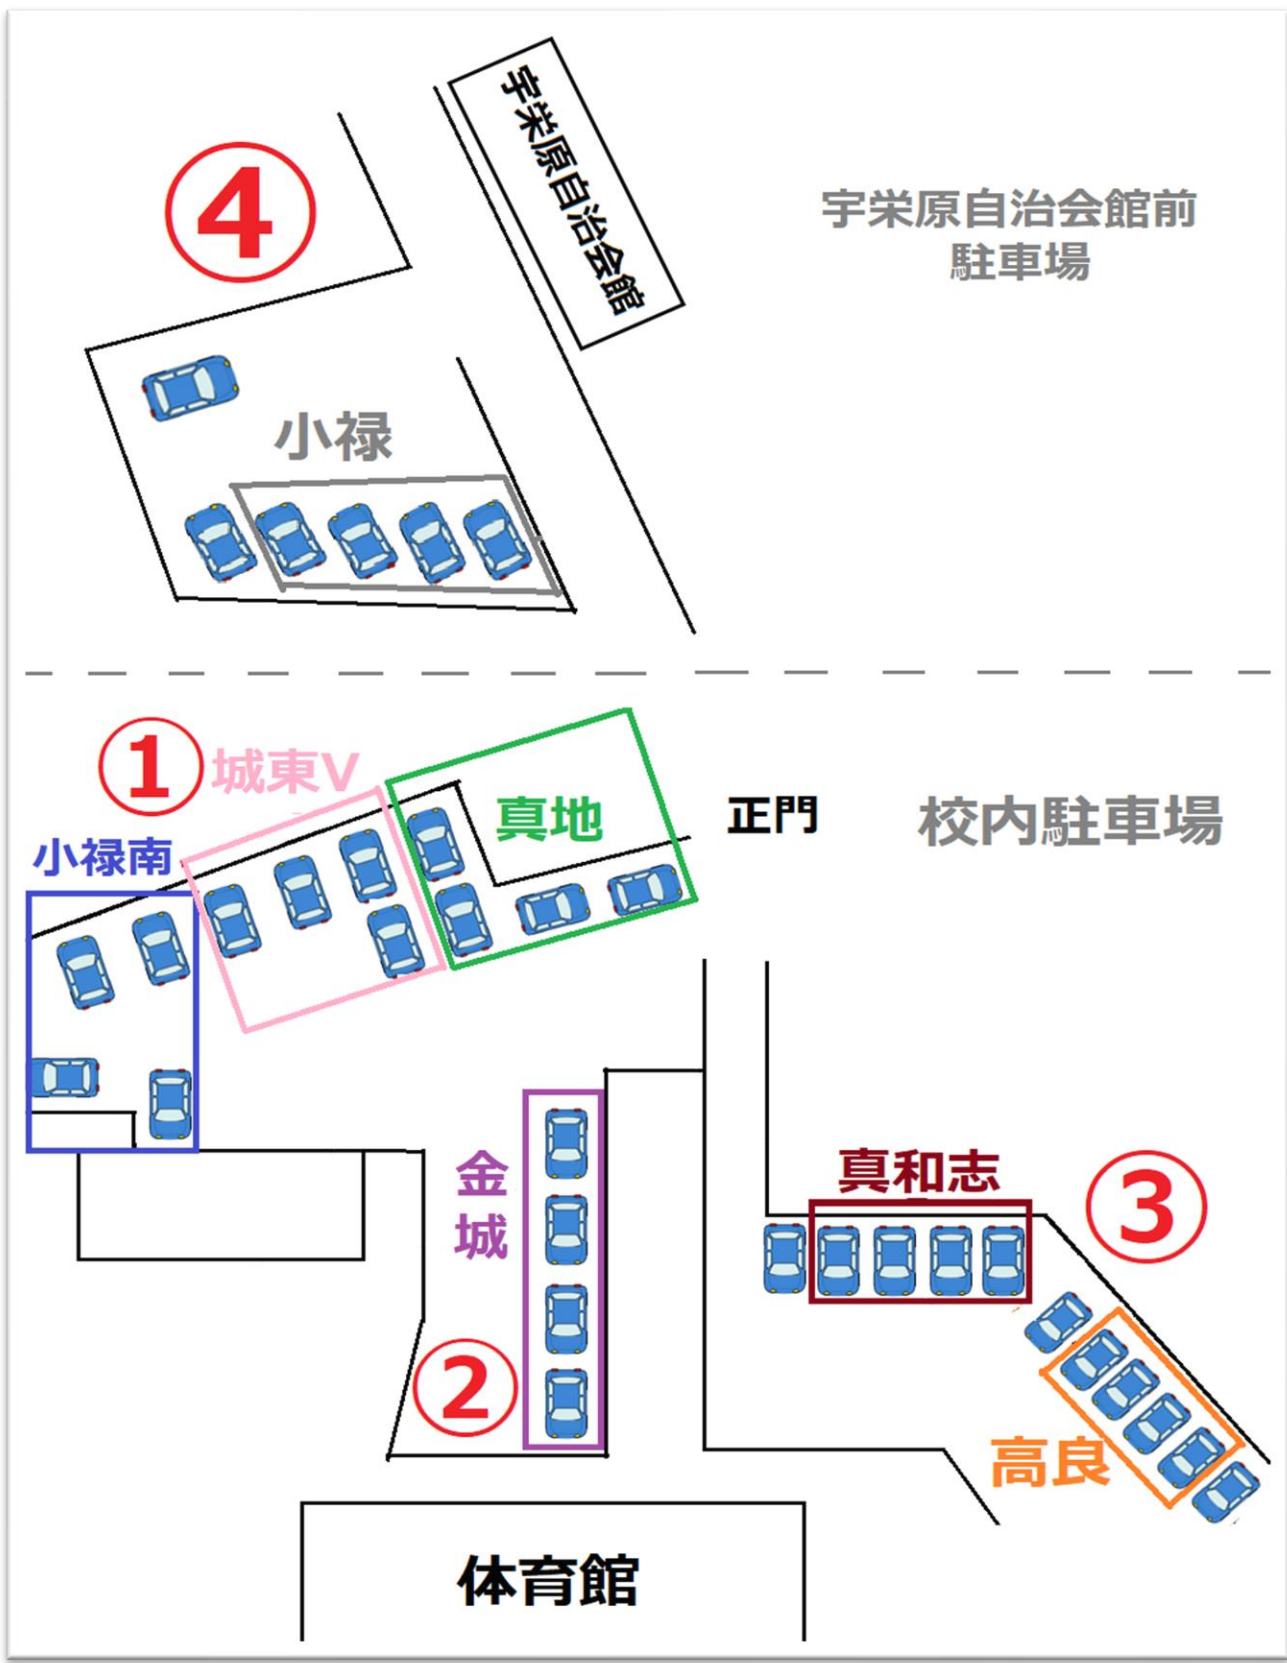 宇栄原自治会館
④
宇栄原自治会館前
駐車場
小禄
①
城東V
真地
正門
校内駐車場
小禄南
金
城
真和志
③
②
高良
体育館